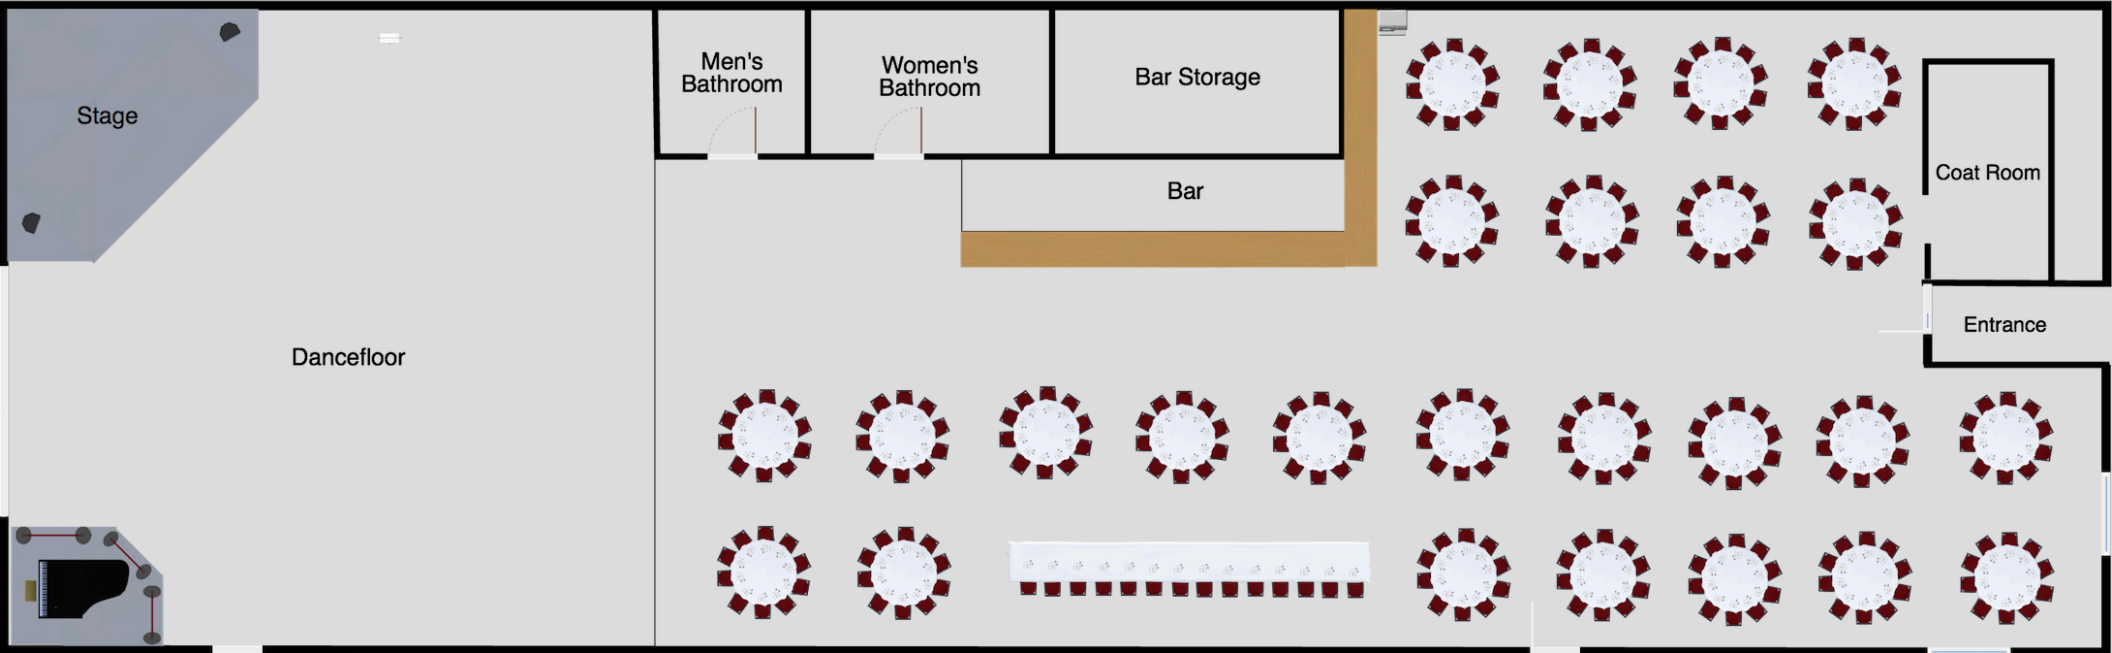 Stage
Men's
Bathroom
Women's
Bathroom
Bar Storage
Bar
Coat Room
Entrance
Dancefloor